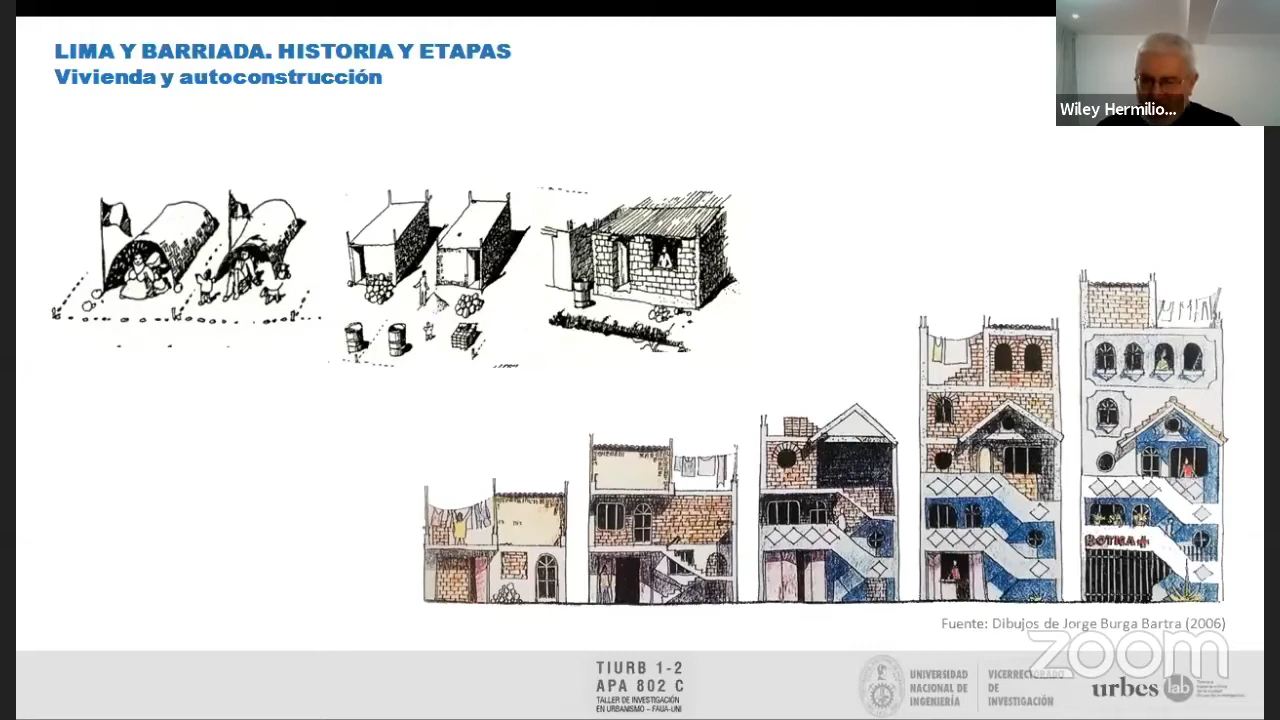 LIMA Y BARRIADA. HISTORIA Y ETAPAS
Vivienda y autoconstrucción
Wiley Hermilio...
BOTICA
Fuente: Dibujos de Jorge Burga Bartra (2006)
zoom
TIURB 1-2
APA 802 C
TALLER DE INVESTIGACIÓN
EN URBANISMO – FAUA-UNI
UNIVERSIDAD
NACIONAL DE
INGENIERÍA
VICERRECTORADO
DE
INVESTIGACIÓN
urbes lab